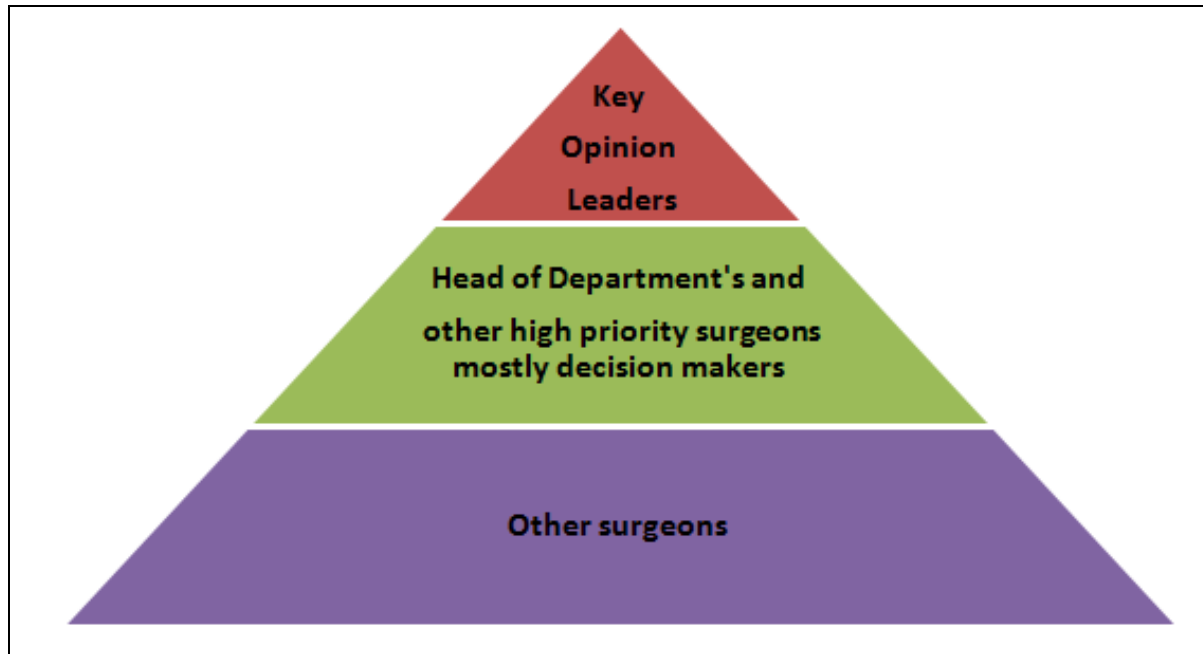 Key
Opinion
Leaders
Head of Department's and
other high priority surgeons
mostly decision makers
Other surgeons